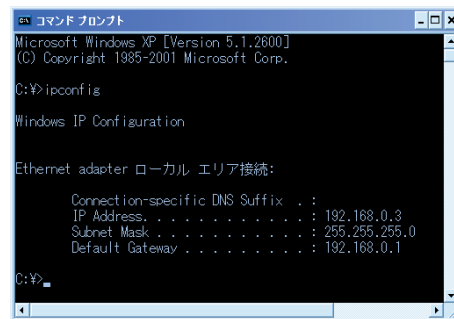 コマンド プロンプト
Microsoft Windows XP [Version 5.1.2600]
(C) Copyright 1985-2001 Microsoft Corp.
C:¥>ipconfig
Windows IP Configuration
Ethernet adapter ローカル エリア接続:
Connection-specific DNS Suffix . :
IP Address. . . . . . . . . . . . : 192.168.0.3
Subnet Mask . . . . . . . . . . . : 255.255.255.0
Default Gateway . . . . . . . . . : 192.168.0.1
C:¥>_